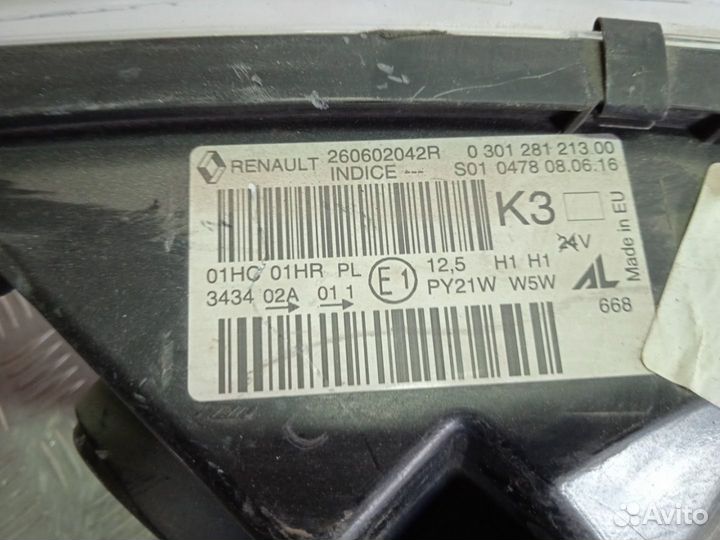 RENAULT 260602042R 0 301 281 213 00
INDICE --- S01 0478 08.06.16
K3
24V
Made in EU
01HC 01HR PL E1 12,5 H1 H1
3434 02A 01 1 PY21W W5W AL
668
Avito